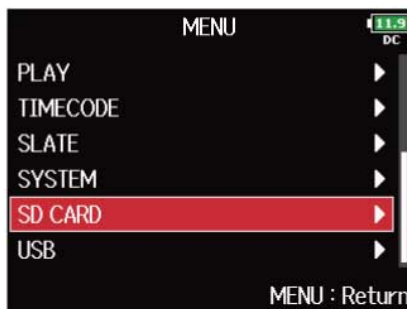 MENU
11.9
DC
PLAY
TIMECODE
SLATE
SYSTEM
SD CARD
USB
MENU : Return